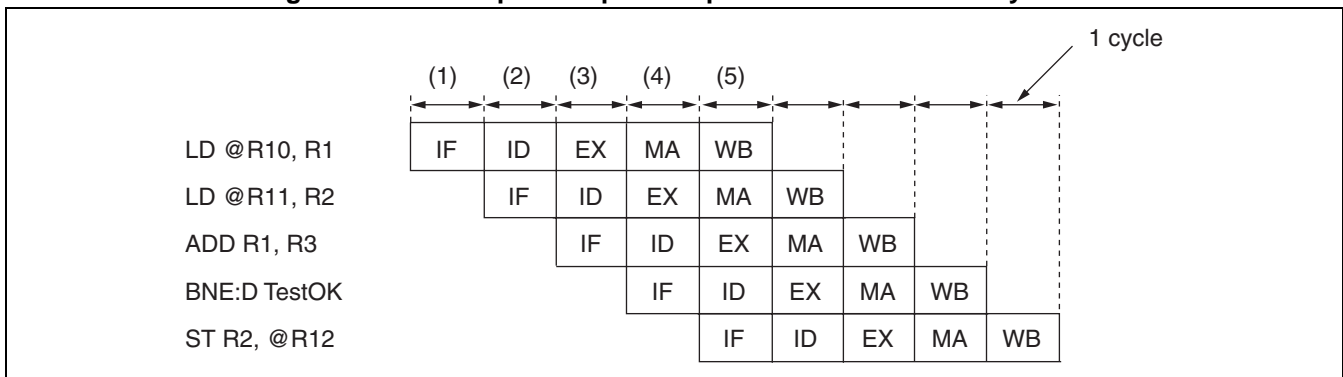 1 cycle
(1) (2) (3) (4) (5)
LD @R10, R1 IF ID EX MA WB
LD @R11, R2 IF ID EX MA WB
ADD R1, R3 IF ID EX MA WB
BNE:D TestOK IF ID EX MA WB
ST R2, @R12 IF ID EX MA WB